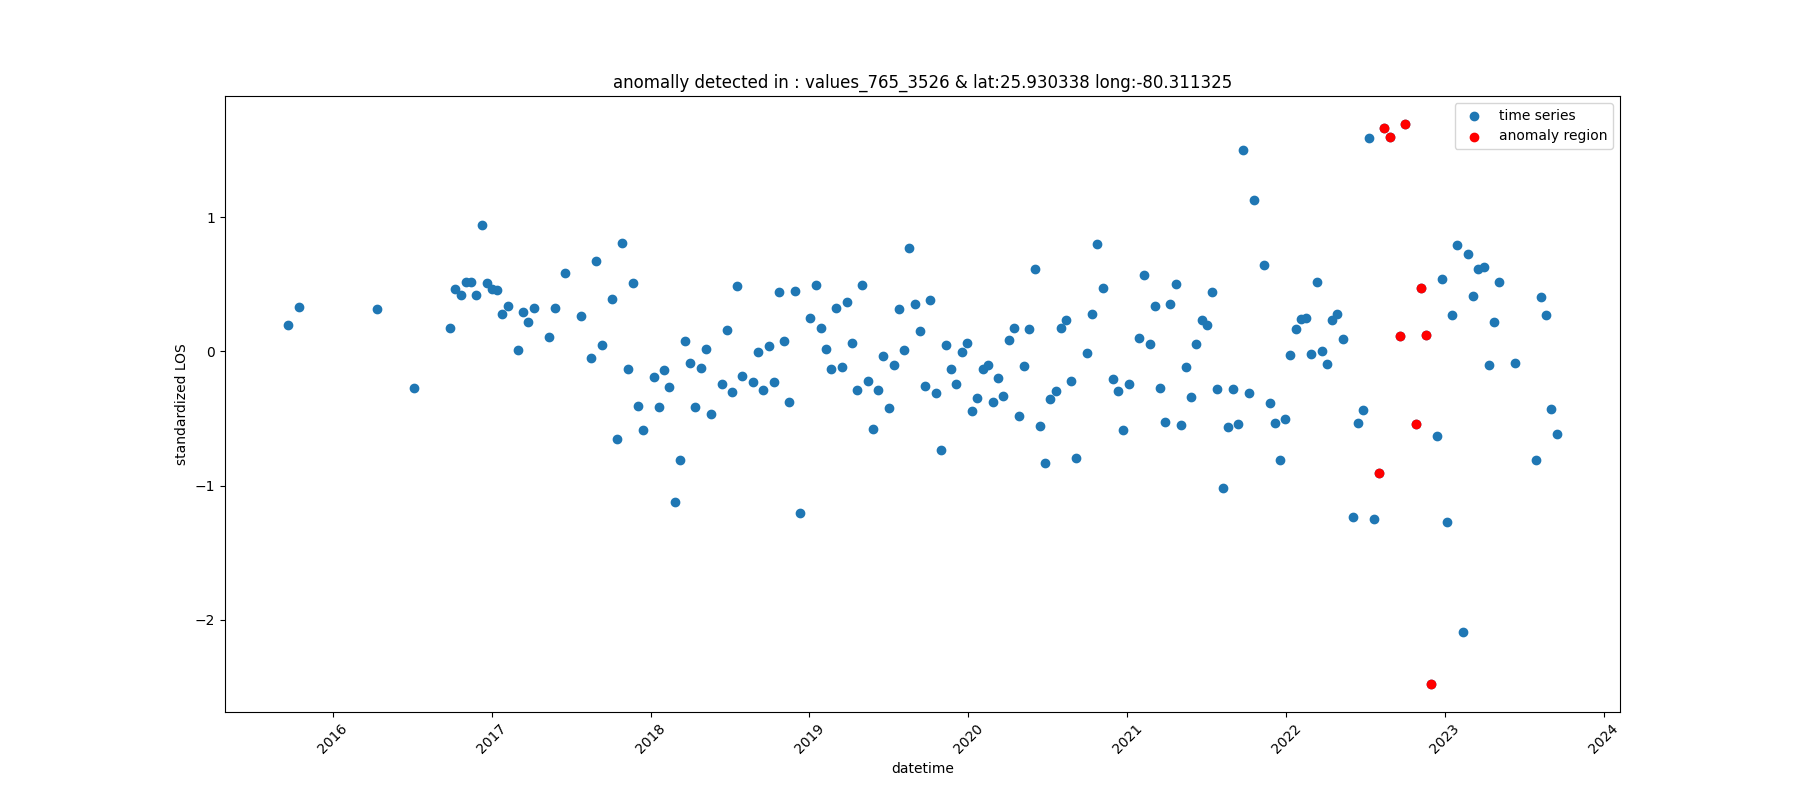 anomally detected in : values_765_3526 & lat:25.930338 long:-80.311325
time series
anomaly region
standardized LOS
1
0
−1
−2
2016
2017
2018
2019
2020
2021
2022
2023
2024
datetime